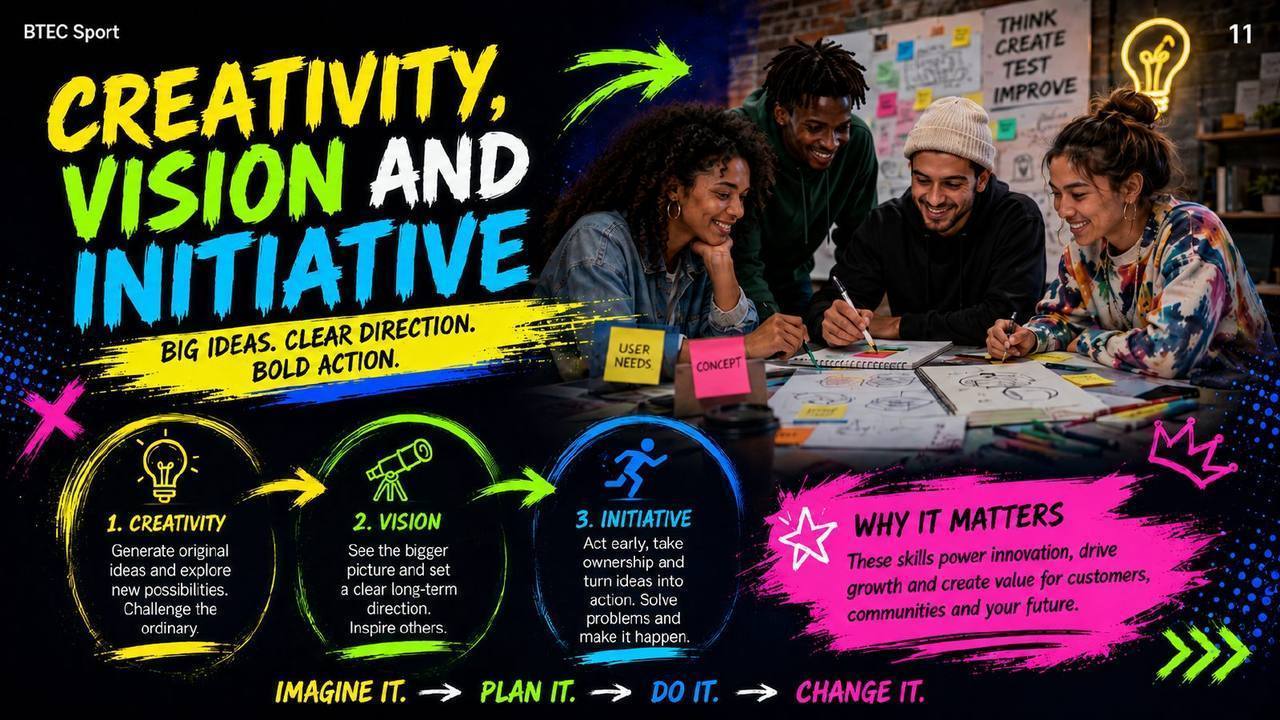 BTEC Sport
11
CREATIVITY,
VISION AND
INITIATIVE
BIG IDEAS. CLEAR DIRECTION.
BOLD ACTION.
THINK
CREATE
TEST
IMPROVE
USER
NEEDS
CONCEPT
1. CREATIVITY
Generate original
ideas and explore
new possibilities.
Challenge the
ordinary.
2. VISION
See the bigger
picture and set
a clear long-term
direction.
Inspire others.
3. INITIATIVE
Act early, take
ownership and
turn ideas into
action. Solve
problems and
make it happen.
WHY IT MATTERS
These skills power innovation, drive
growth and create value for customers,
communities and your future.
IMAGINE IT. → PLAN IT. → DO IT. → CHANGE IT.